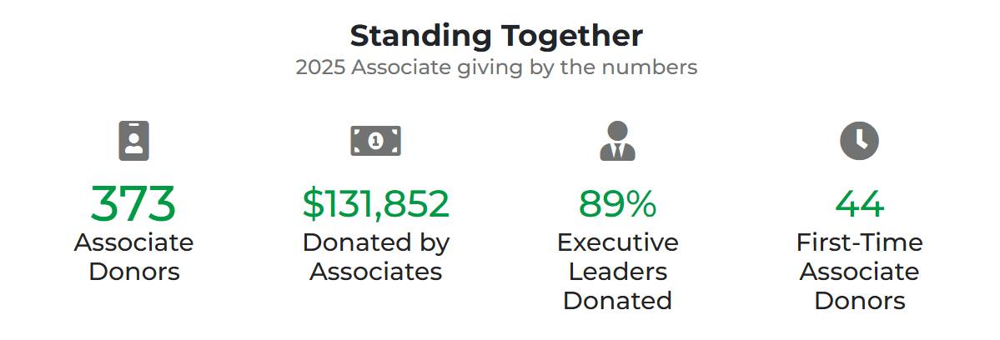 Standing Together
2025 Associate giving by the numbers
1
373
Associate
Donors
$131,852
Donated by
Associates
89%
Executive
Leaders
Donated
44
First-Time
Associate
Donors